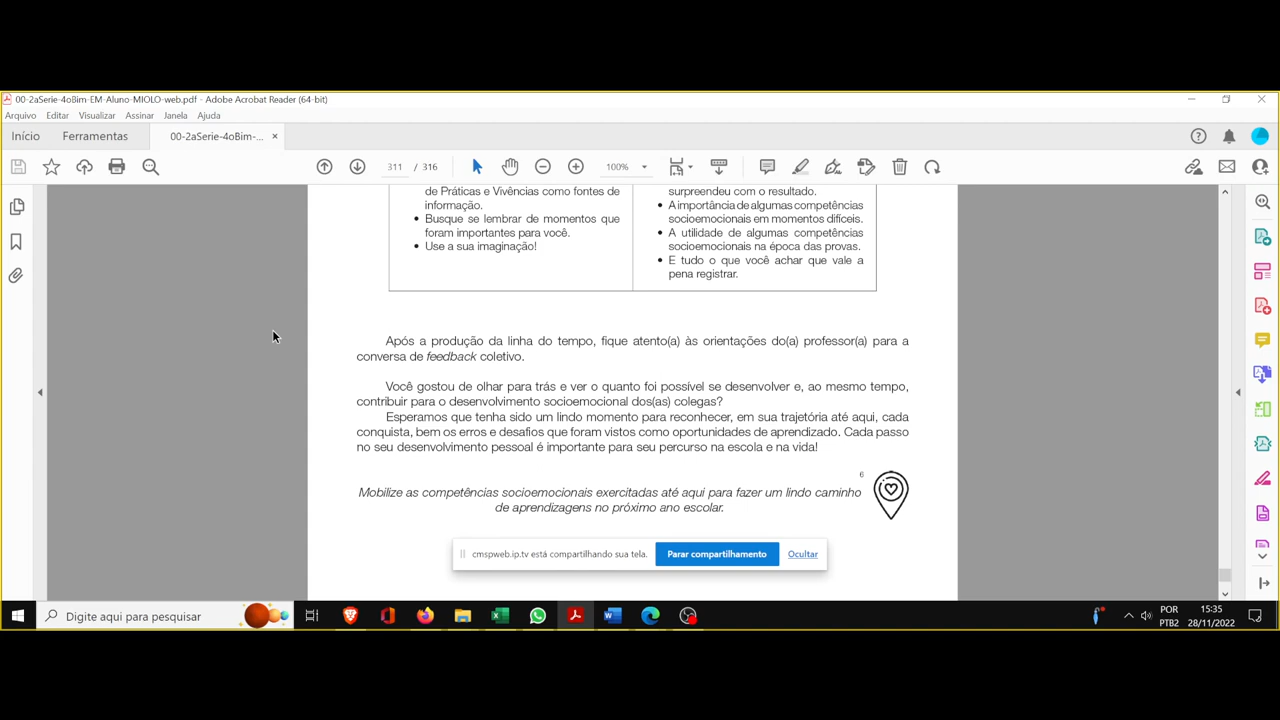 00-2aSerie-4oBim-EM-Aluno-MIOLO-web.pdf - Adobe Acrobat Reader (64-bit)
Arquivo Editar Visualizar Assinar Janela Ajuda
Início Ferramentas 00-2aSerie-4oBim-... ×
311 / 316 100%
de Práticas e Vivências como fontes de
informação.
• Busque se lembrar de momentos que
foram importantes para você.
• Use a sua imaginação!
surpreendeu com o resultado.
• A importância de algumas competências
socioemocionais em momentos difíceis.
• A utilidade de algumas competências
socioemocionais na época das provas.
• E tudo o que você achar que vale a
pena registrar.
Após a produção da linha do tempo, fique atento(a) às orientações do(a) professor(a) para a
conversa de feedback coletivo.
Você gostou de olhar para trás e ver o quanto foi possível se desenvolver e, ao mesmo tempo,
contribuir para o desenvolvimento socioemocional dos(as) colegas?
Esperamos que tenha sido um lindo momento para reconhecer, em sua trajetória até aqui, cada
conquista, bem os erros e desafios que foram vistos como oportunidades de aprendizado. Cada passo
no seu desenvolvimento pessoal é importante para seu percurso na escola e na vida!
6
Mobilize as competências socioemocionais exercitadas até aqui para fazer um lindo caminho
de aprendizagens no próximo ano escolar.
cmspweb.ip.tv está compartilhando sua tela. Parar compartilhamento Ocultar
Digite aqui para pesquisar
POR
PTB2
15:35
28/11/2022